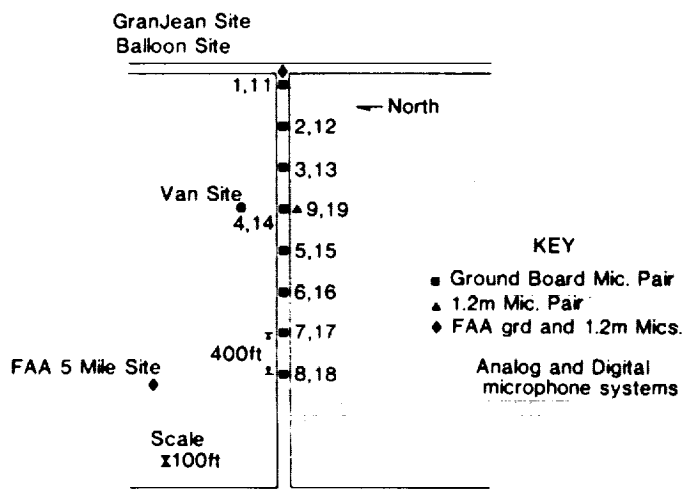 GranJean Site
Balloon Site
1,11
North
2,12
3,13
Van Site
9,19
4,14
5,15
KEY
6,16
Ground Board Mic. Pair
1.2m Mic. Pair
7,17
FAA grd and 1.2m Mics.
400ft
FAA 5 Mile Site
8,18
Analog and Digital
microphone systems
Scale
100ft